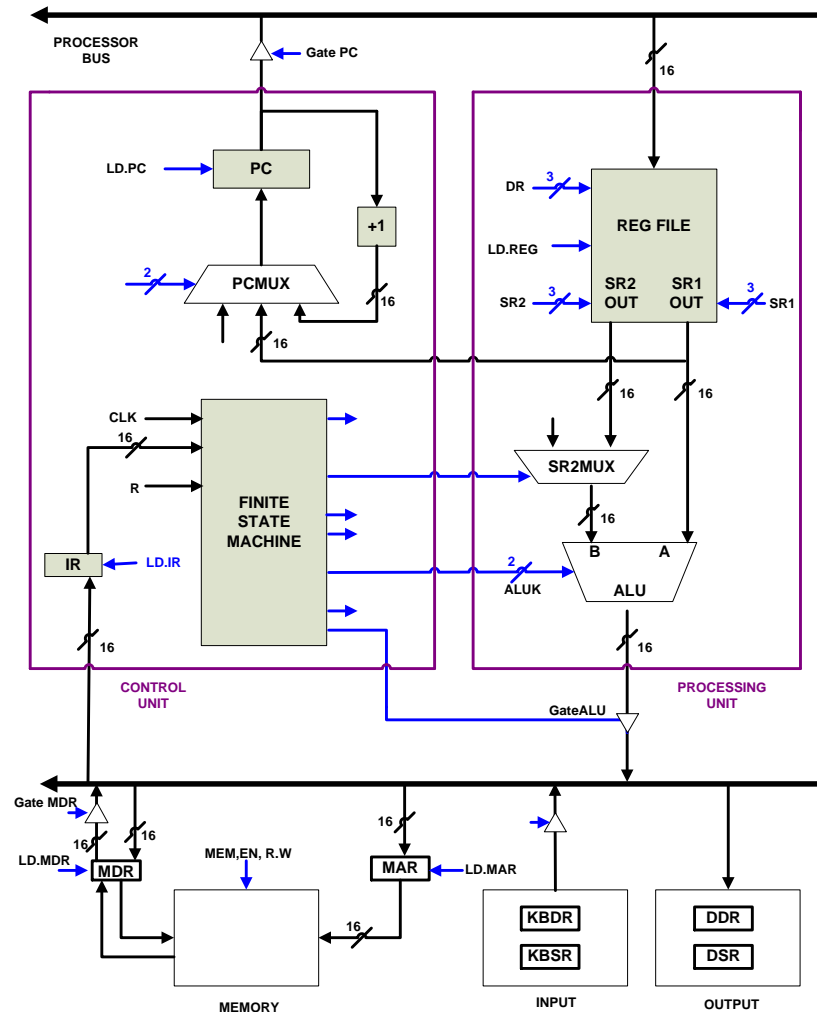 PROCESSOR
BUS
Gate PC
16
LD.PC
PC
+1
2
PCMUX
16
16
DR
3
REG FILE
LD.REG
SR2
OUT
SR1
OUT
SR2
3
3
SR1
16
16
CLK
16
R
FINITE
STATE
MACHINE
SR2MUX
16
IR
LD.IR
B
A
2
ALUK
ALU
16
16
CONTROL
UNIT
PROCESSING
UNIT
GateALU
Gate MDR
16
16
16
LD.MDR
MDR
MEM,EN, R.W
MAR
LD.MAR
16
KBDR
KBSR
DDR
DSR
MEMORY
INPUT
OUTPUT